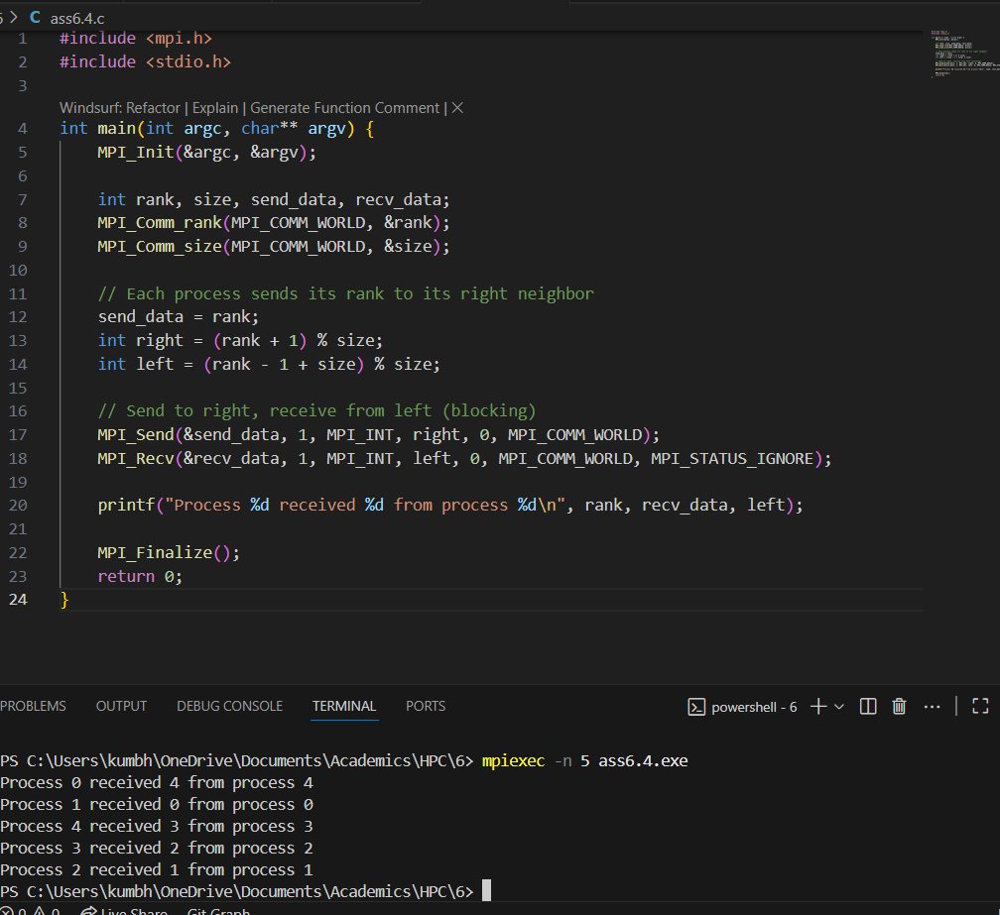 6 > C ass6.4.c
1 #include <mpi.h>
2 #include <stdio.h>
3
Windsurf: Refactor | Explain | Generate Function Comment | ×
4 int main(int argc, char** argv) {
5     MPI_Init(&argc, &argv);
6
7     int rank, size, send_data, recv_data;
8     MPI_Comm_rank(MPI_COMM_WORLD, &rank);
9     MPI_Comm_size(MPI_COMM_WORLD, &size);
10
11     // Each process sends its rank to its right neighbor
12     send_data = rank;
13     int right = (rank + 1) % size;
14     int left = (rank - 1 + size) % size;
15
16     // Send to right, receive from left (blocking)
17     MPI_Send(&send_data, 1, MPI_INT, right, 0, MPI_COMM_WORLD);
18     MPI_Recv(&recv_data, 1, MPI_INT, left, 0, MPI_COMM_WORLD, MPI_STATUS_IGNORE);
19
20     printf("Process %d received %d from process %d\n", rank, recv_data, left);
21
22     MPI_Finalize();
23     return 0;
24 }
PROBLEMS OUTPUT DEBUG CONSOLE TERMINAL PORTS powershell - 6
PS C:\Users\kumbh\OneDrive\Documents\Academics\HPC\6> mpiexec -n 5 ass6.4.exe
Process 0 received 4 from process 4
Process 1 received 0 from process 0
Process 4 received 3 from process 3
Process 3 received 2 from process 2
Process 2 received 1 from process 1
PS C:\Users\kumbh\OneDrive\Documents\Academics\HPC\6>
0 0 Live Share Git Graph